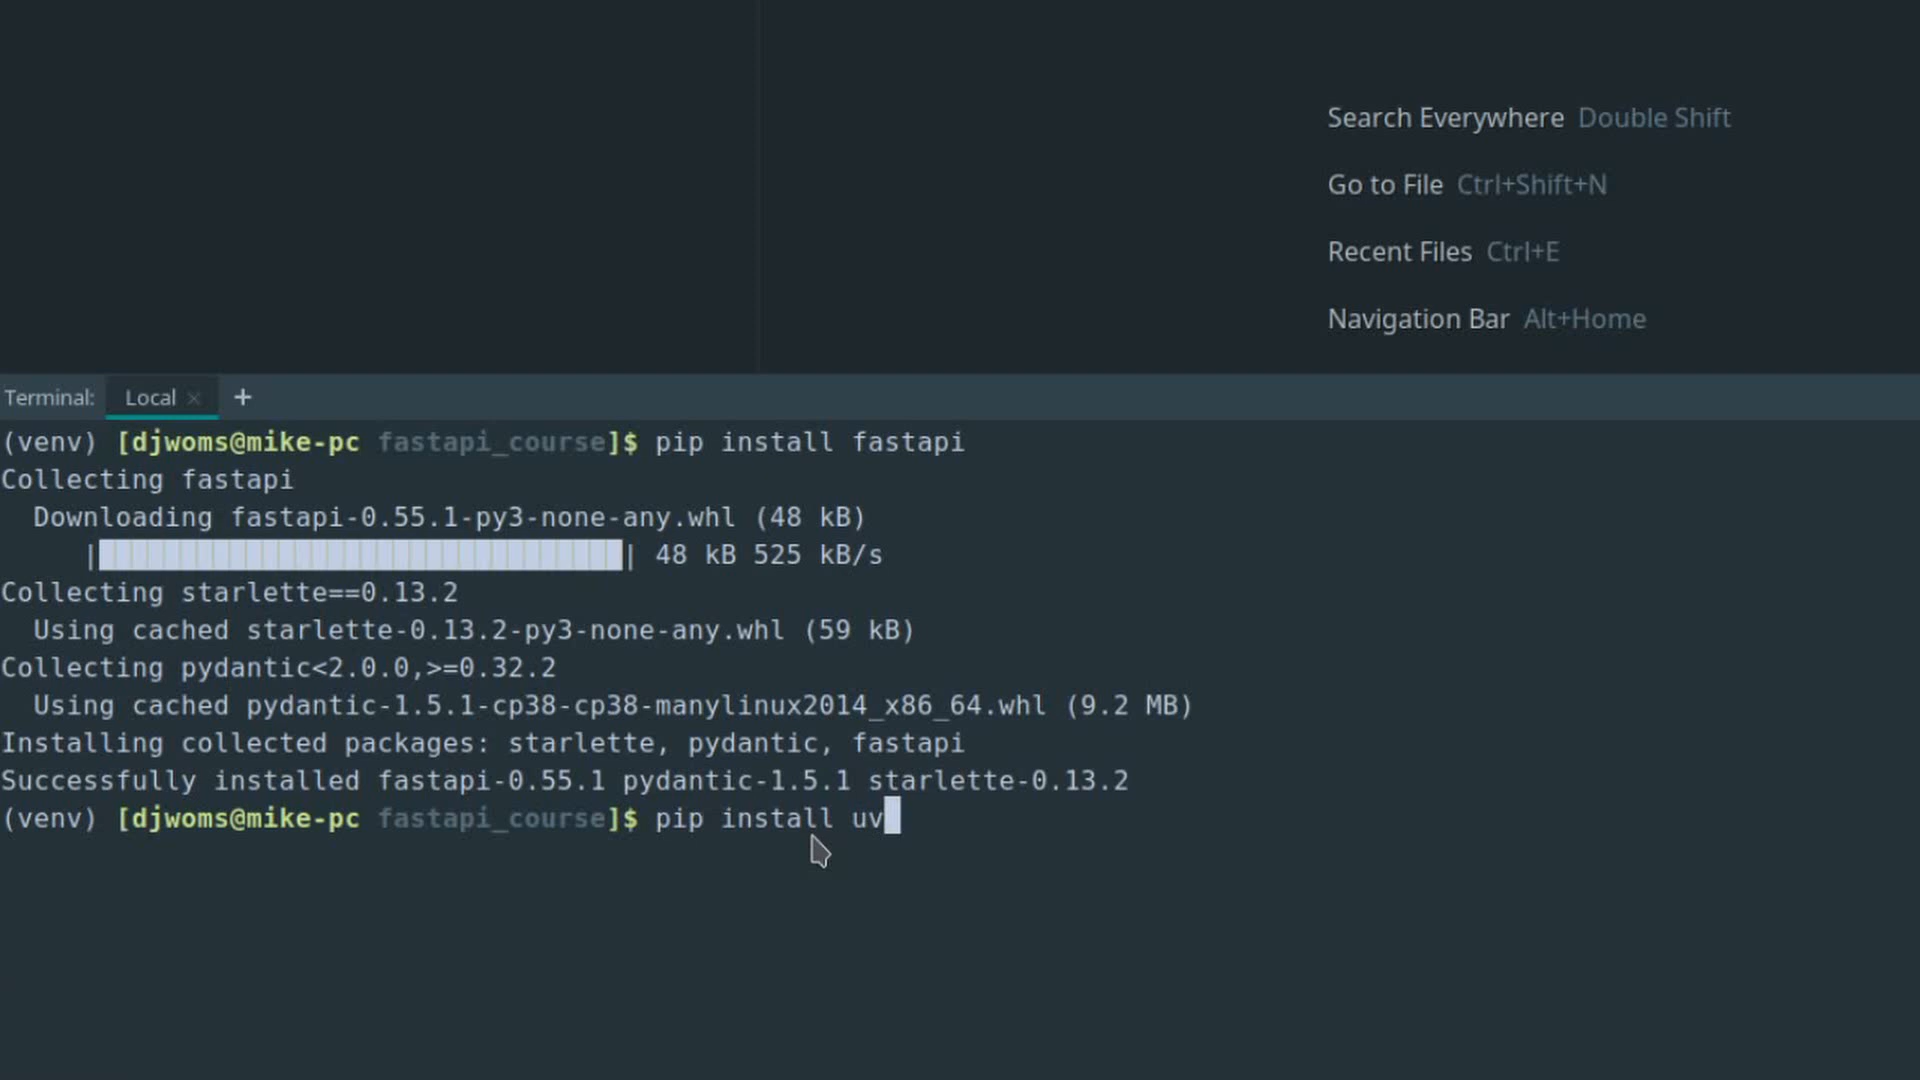 Search Everywhere Double Shift
Go to File Ctrl+Shift+N
Recent Files Ctrl+E
Navigation Bar Alt+Home
Terminal: Local × +
(venv) [djwoms@mike-pc fastapi_course]$ pip install fastapi
Collecting fastapi
  Downloading fastapi-0.55.1-py3-none-any.whl (48 kB)
     |████████████████████████████████| 48 kB 525 kB/s
Collecting starlette==0.13.2
  Using cached starlette-0.13.2-py3-none-any.whl (59 kB)
Collecting pydantic<2.0.0,>=0.32.2
  Using cached pydantic-1.5.1-cp38-cp38-manylinux2014_x86_64.whl (9.2 MB)
Installing collected packages: starlette, pydantic, fastapi
Successfully installed fastapi-0.55.1 pydantic-1.5.1 starlette-0.13.2
(venv) [djwoms@mike-pc fastapi_course]$ pip install uv